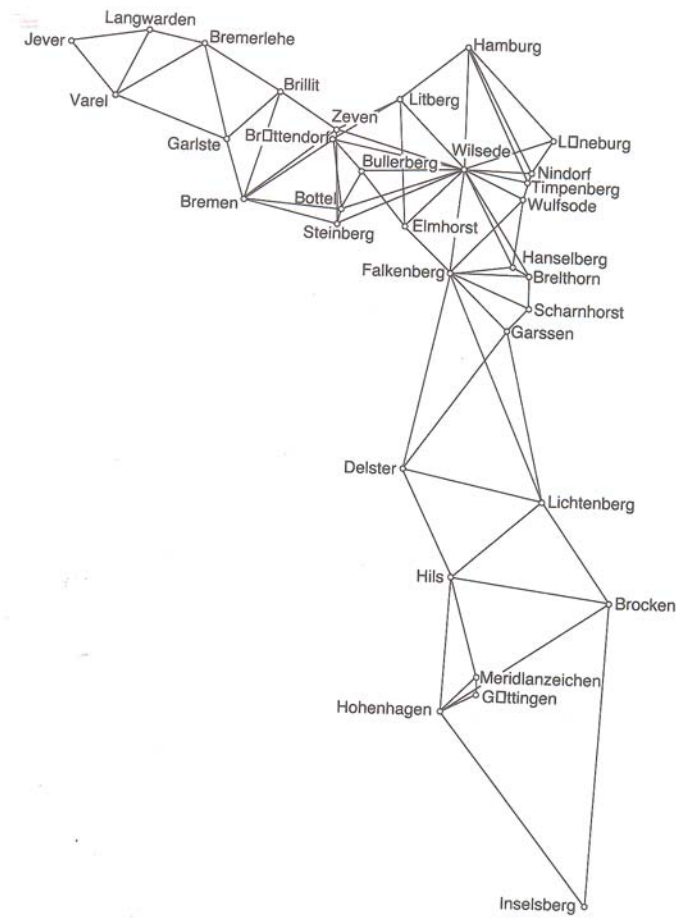 Langwarden
Jever
Bremerlehe
Hamburg
Varel
Brillit
Litberg
Zeven
Garlste
Br□ttendorf
L□neburg
Wilsede
Bullerberg
Nindorf
Timpenberg
Bremen
Bottel
Wulfsode
Steinberg
Elmhorst
Hanselberg
Falkenberg
Brelthorn
Scharnhorst
Garssen
Delster
Lichtenberg
Hils
Brocken
Meridlanzeichen
G□ttingen
Hohenhagen
Inselsberg